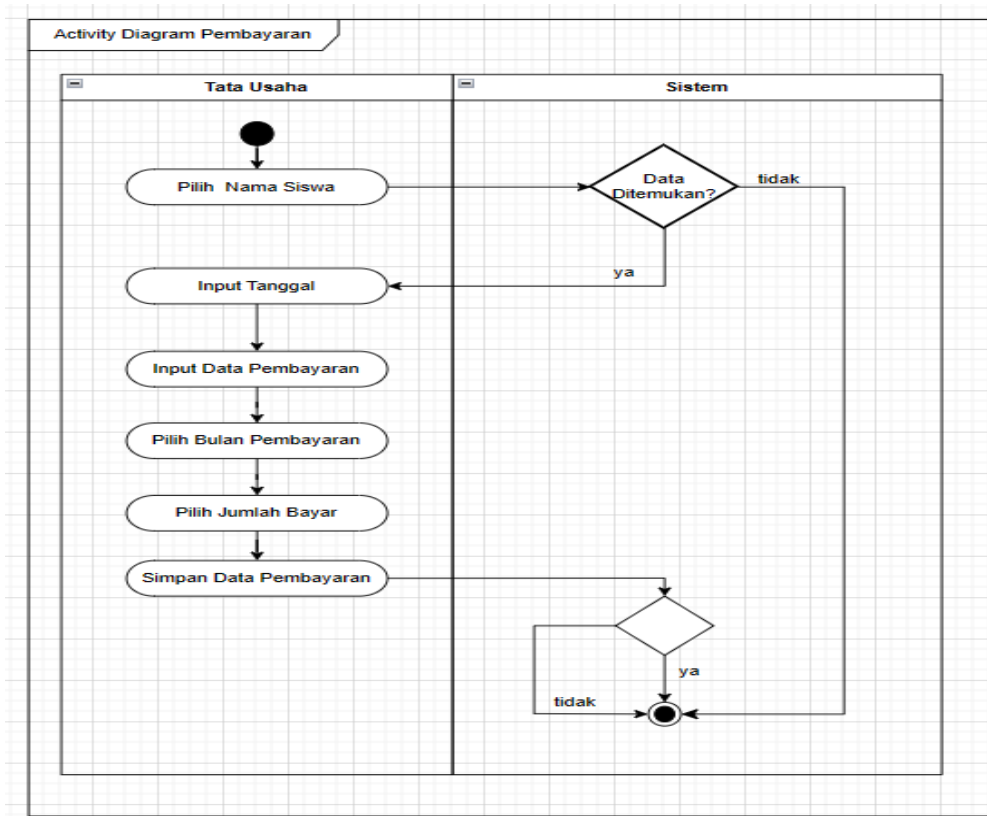 Activity Diagram Pembayaran
Tata Usaha
Sistem
Pilih Nama Siswa
Data
Ditemukan?
tidak
ya
Input Tanggal
Input Data Pembayaran
Pilih Bulan Pembayaran
Pilih Jumlah Bayar
Simpan Data Pembayaran
ya
tidak